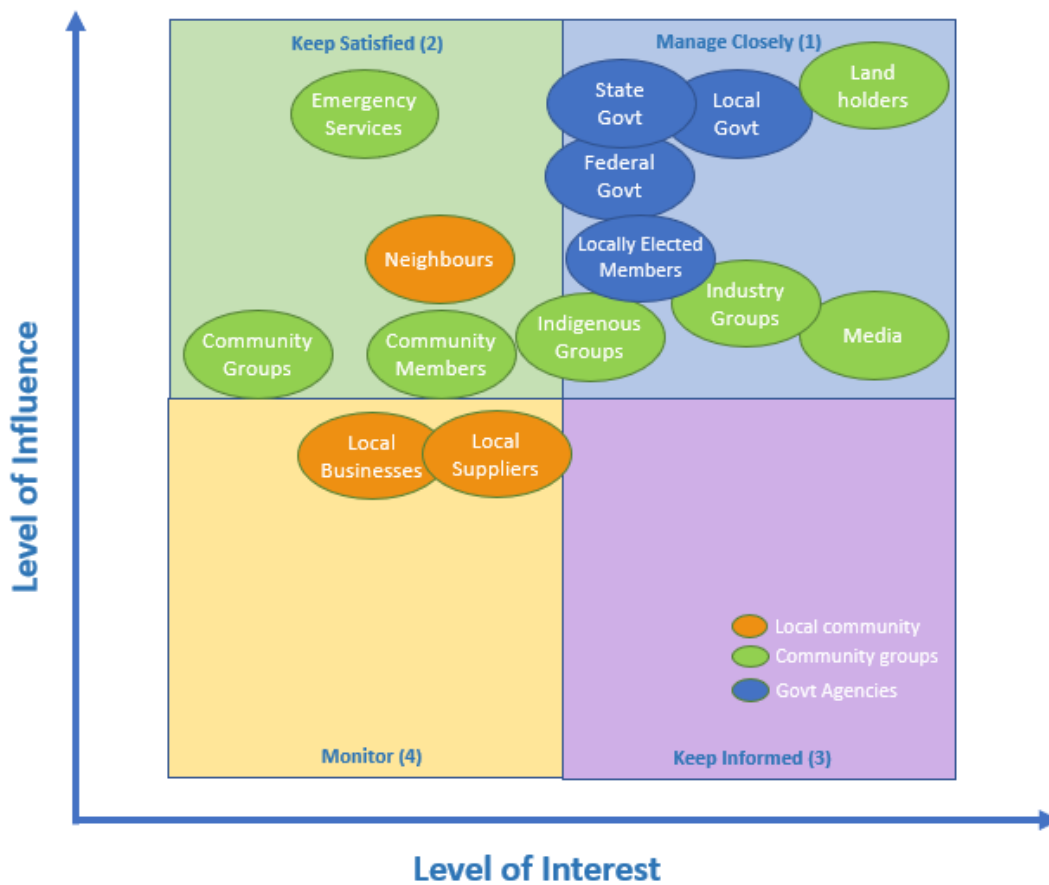 Keep Satisfied (2)
Manage Closely (1)
Emergency
Services
State
Govt
Local
Govt
Land
holders
Federal
Govt
Neighbours
Locally Elected
Members
Community
Groups
Community
Members
Indigenous
Groups
Industry
Groups
Media
Local
Businesses
Local
Suppliers
Local community
Community groups
Govt Agencies
Monitor (4)
Keep Informed (3)
Level of Influence
Level of Interest